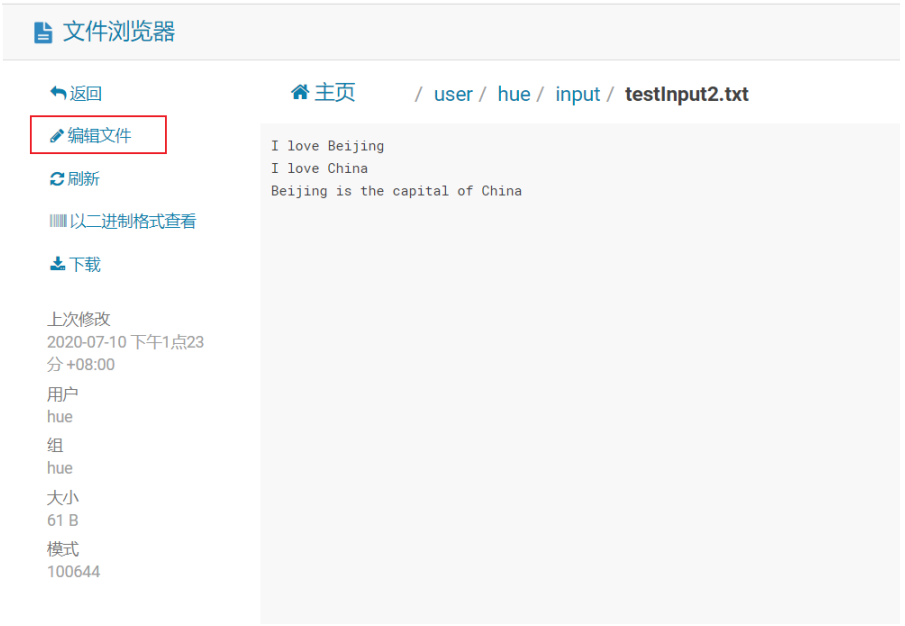 文件浏览器
返回
编辑文件
刷新
以二进制格式查看
下载
上次修改
2020-07-10 下午1点23
分 +08:00
用户
hue
组
hue
大小
61 B
模式
100644
主页 / user / hue / input / testInput2.txt
I love Beijing
I love China
Beijing is the capital of China